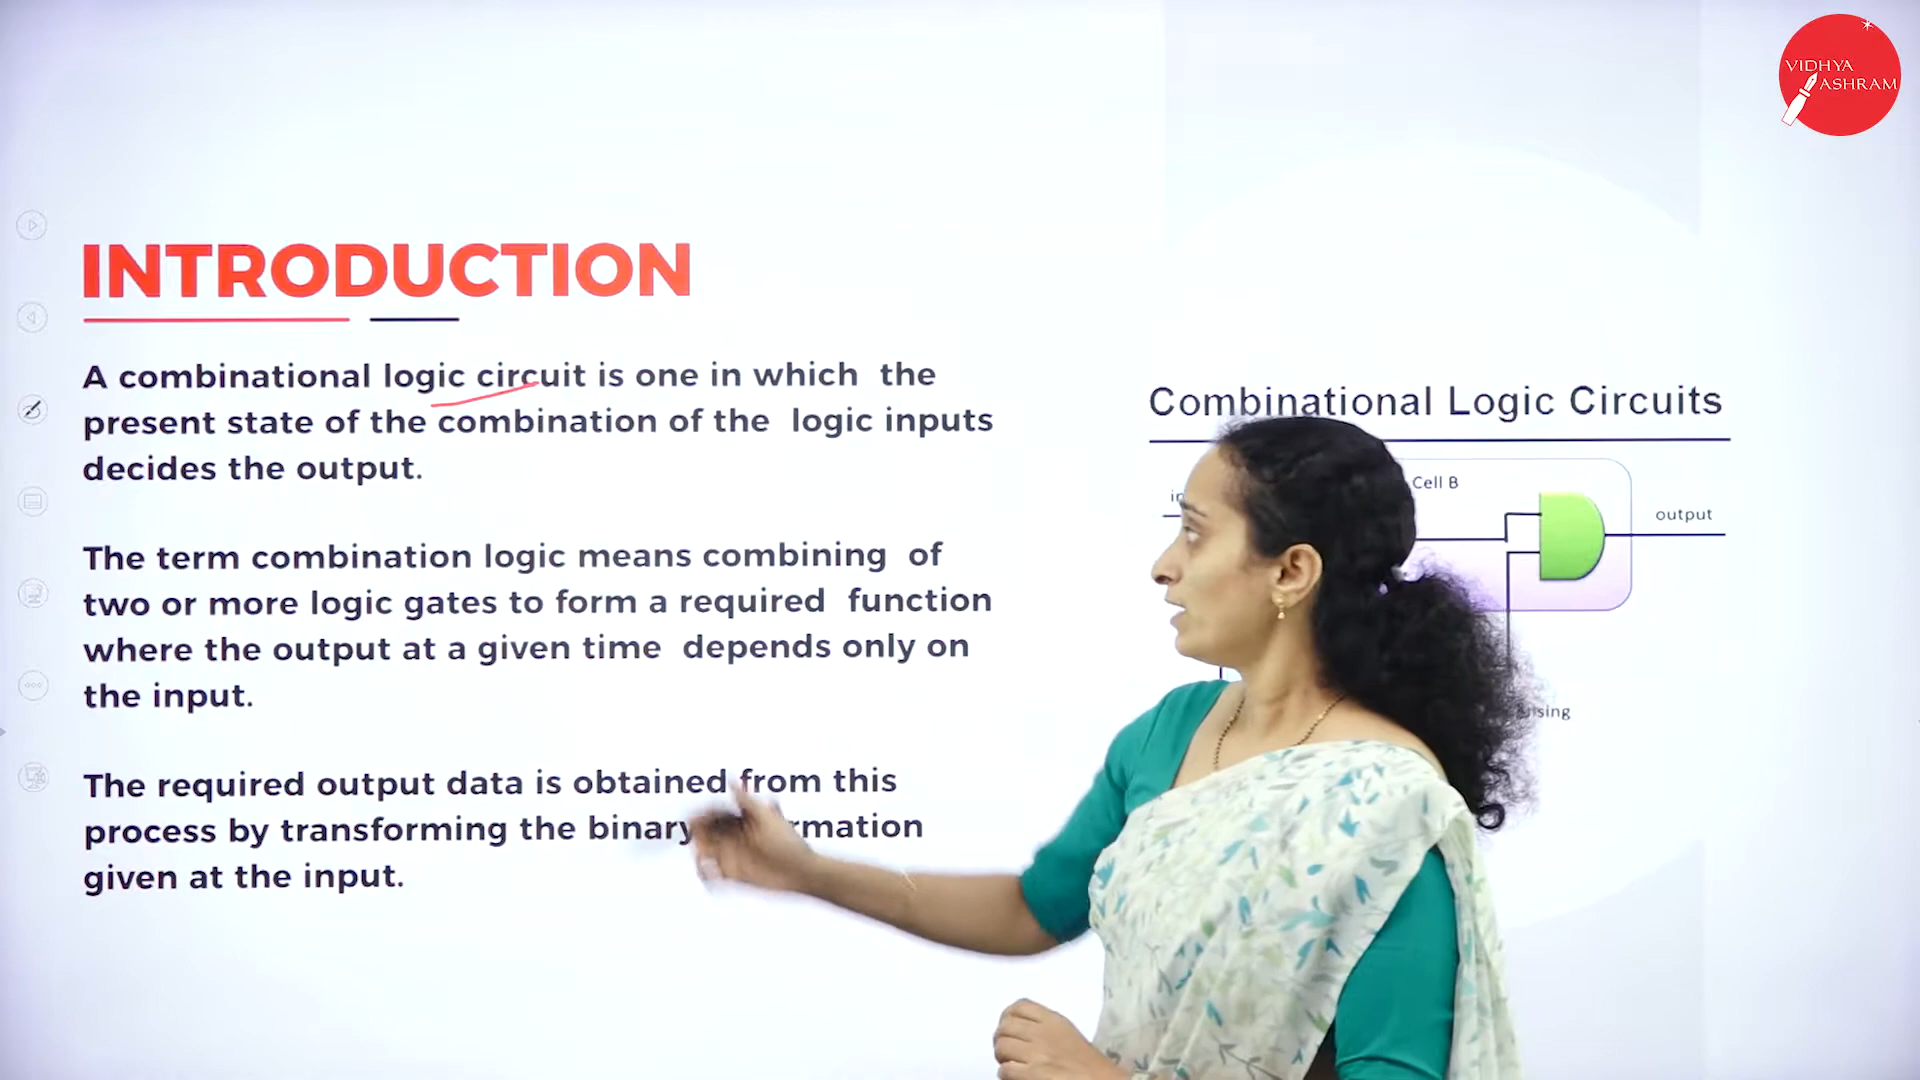 VIDHYA
ASHRAM
INTRODUCTION
A combinational logic circuit is one in which the
present state of the combination of the logic inputs
decides the output.
The term combination logic means combining of
two or more logic gates to form a required function
where the output at a given time depends only on
the input.
The required output data is obtained from this
process by transforming the binary
given at the input.
Combinational Logic Circuits
Cell B
output